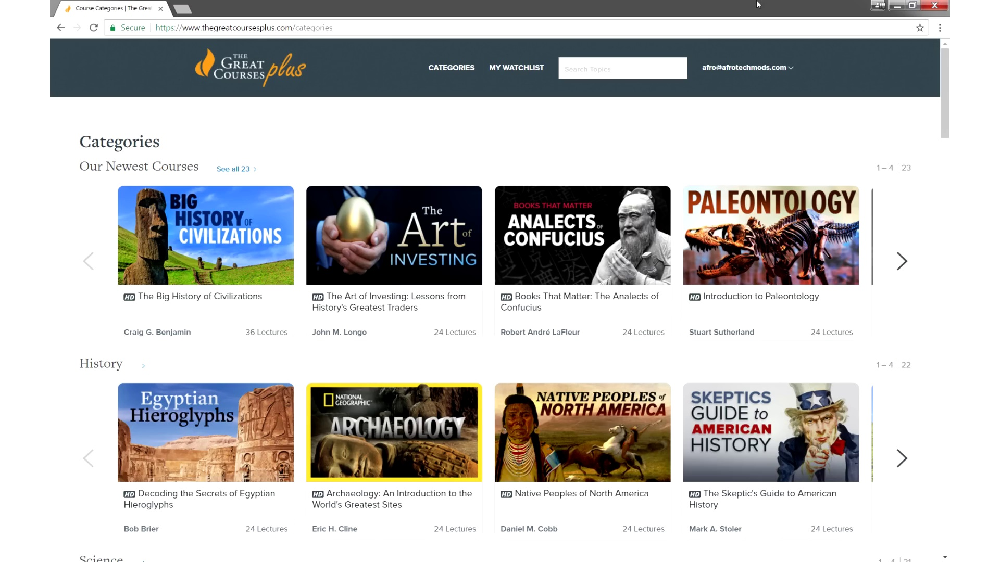 Course Categories | The Grea
Secure https://www.thegreatcoursesplus.com/categories
THE
GREAT
COURSES plus
CATEGORIES MY WATCHLIST Search Topics afro@afrotechmods.com
Categories
Our Newest Courses See all 23 1 – 4 | 23
BIG
HISTORY OF
CIVILIZATIONS
The
Art of
INVESTING
BOOKS THAT MATTER
ANALECTS OF
CONFUCIUS
PALEONTOLOGY
HD The Big History of Civilizations
Craig G. Benjamin 36 Lectures
HD The Art of Investing: Lessons from
History's Greatest Traders
John M. Longo 24 Lectures
HD Books That Matter: The Analects of
Confucius
Robert André LaFleur 24 Lectures
HD Introduction to Paleontology
Stuart Sutherland 24 Lectures
History 1 – 4 | 22
Egyptian
Hieroglyphs
NATIONAL
GEOGRAPHIC
ARCHAEOLOGY
NATIVE PEOPLES of
NORTH AMERICA
SKEPTICS
GUIDE to
AMERICAN
HISTORY
HD Decoding the Secrets of Egyptian
Hieroglyphs
Bob Brier 24 Lectures
HD Archaeology: An Introduction to the
World's Greatest Sites
Eric H. Cline 24 Lectures
HD Native Peoples of North America
Daniel M. Cobb 24 Lectures
HD The Skeptic's Guide to American
History
Mark A. Stoler 24 Lectures
Science 1 – 4 | 21